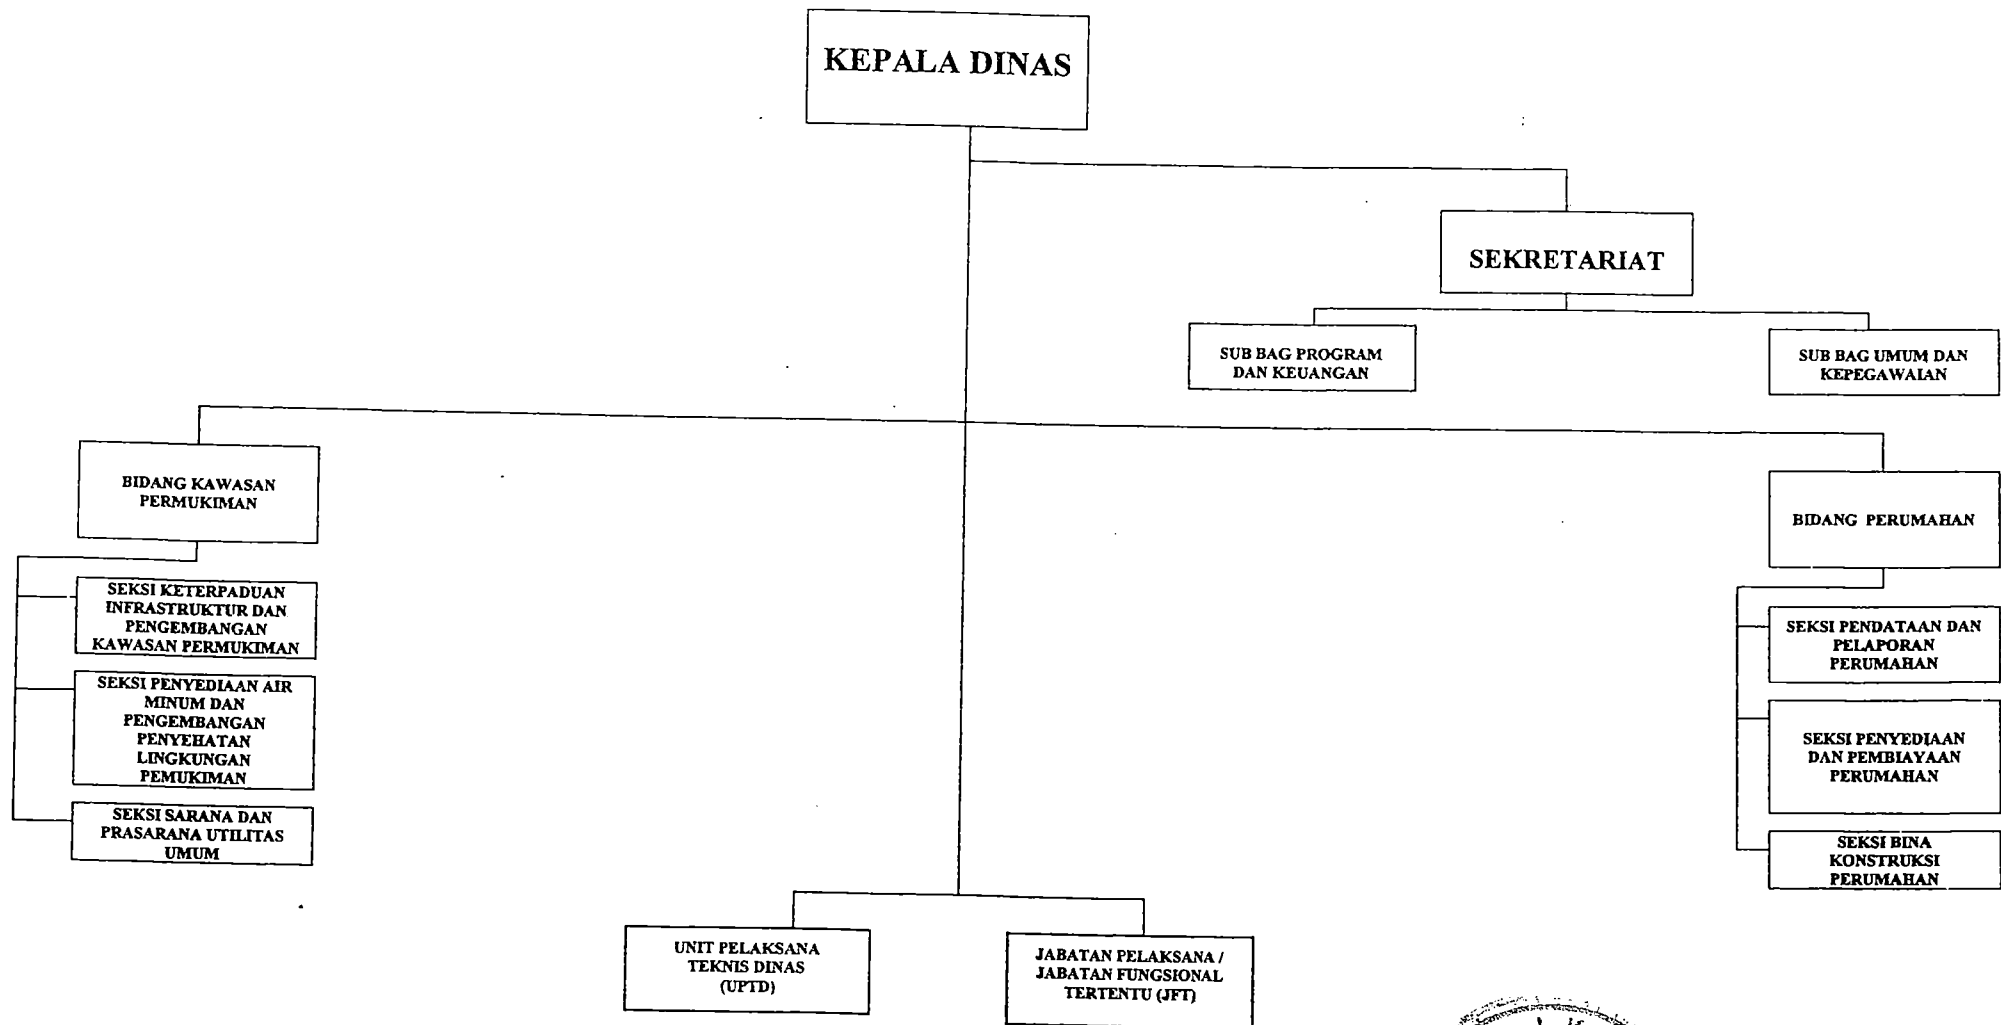 KEPALA DINAS
SEKRETARIAT
SUB BAG PROGRAM
DAN KEUANGAN
SUB BAG UMUM DAN
KEPEGAWAIAN
BIDANG KAWASAN
PERMUKIMAN
BIDANG PERUMAHAN
SEKSI KETERPADUAN
INFRASTRUKTUR DAN
PENGEMBANGAN
KAWASAN PERMUKIMAN
SEKSI PENYEDIAAN AIR
MINUM DAN
PENGEMBANGAN
PENYEHATAN
LINGKUNGAN
PEMUKIMAN
SEKSI SARANA DAN
PRASARANA UTILITAS
UMUM
SEKSI PENDATAAN DAN
PELAPORAN
PERUMAHAN
SEKSI PENYEDIAAN
DAN PEMBIAYAAN
PERUMAHAN
SEKSI BINA
KONSTRUKSI
PERUMAHAN
UNIT PELAKSANA
TEKNIS DINAS
(UPTD)
JABATAN PELAKSANA /
JABATAN FUNGSIONAL
TERTENTU (JFT)